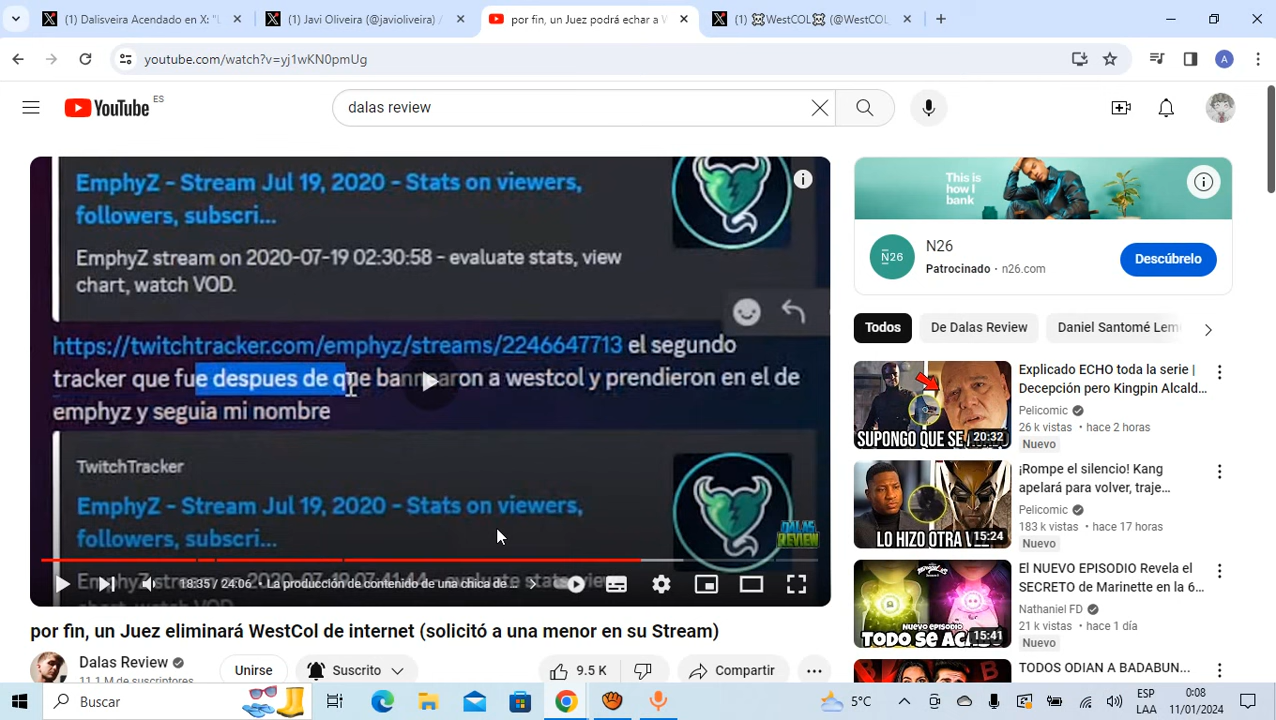 (1) Dalisveira Acendado en X: "L
(1) Javi Oliveira (@javioliveira) /
por fin, un Juez podrá echar a W
(1) ☠WestCOL☠ (@WestCOL_
youtube.com/watch?v=yj1wKN0pmUg
A
YouTube ES
dalas review
EmphyZ - Stream Jul 19, 2020 - Stats on viewers,
followers, subscri...
EmphyZ stream on 2020-07-19 02:30:58 - evaluate stats, view
chart, watch VOD.
https://twitchtracker.com/emphyz/streams/2246647713 el segundo
tracker que fue despues de que bannearon a westcol y prendieron en el de
emphyz y seguia mi nombre
TwitchTracker
EmphyZ - Stream Jul 19, 2020 - Stats on viewers,
followers, subscri...
DALAS
REVIEW
18:35 / 24:06 • La producción de contenido de una chica de...
por fin, un Juez eliminará WestCol de internet (solicitó a una menor en su Stream)
Dalas Review
11.1 M de suscriptores
Unirse
Suscrito
9.5 K
Compartir
This is
how I
bank
N26
N26
Patrocinado • n26.com
Descúbrelo
Todos
De Dalas Review
Daniel Santomé Lem
SUPONGO QUE SE
20:32
Explicado ECHO toda la serie |
Decepción pero Kingpin Alcald...
Pelicomic
26 k vistas • hace 2 horas
Nuevo
LO HIZO OTRA VEZ
15:24
¡Rompe el silencio! Kang
apelará para volver, traje...
Pelicomic
183 k vistas • hace 17 horas
Nuevo
NUEVO EPISODIO
TODO SE ACABÓ
15:41
El NUEVO EPISODIO Revela el
SECRETO de Marinette en la 6...
Nathaniel FD
21 k vistas • hace 1 día
Nuevo
TODOS ODIAN A BADABUN...
Buscar
5°C
ESP
LAA
0:08
11/01/2024